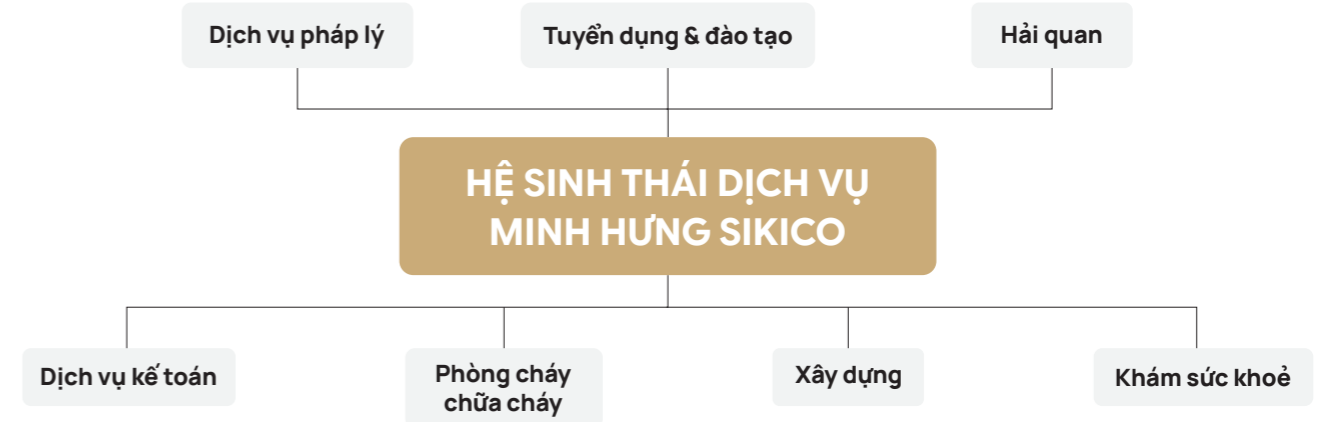 Dịch vụ pháp lý
Tuyển dụng & đào tạo
Hải quan
HỆ SINH THÁI DỊCH VỤ
MINH HƯNG SIKICO
Dịch vụ kế toán
Phòng cháy
chữa cháy
Xây dựng
Khám sức khoẻ